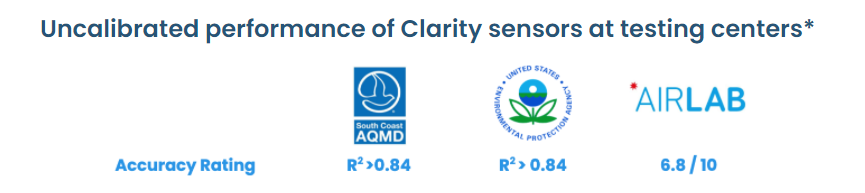 Uncalibrated performance of Clarity sensors at testing centers*
South Coast
AQMD
UNITED STATES
ENVIRONMENTAL PROTECTION AGENCY
*AIRLAB
Accuracy Rating
R² >0.84
R² > 0.84
6.8 / 10